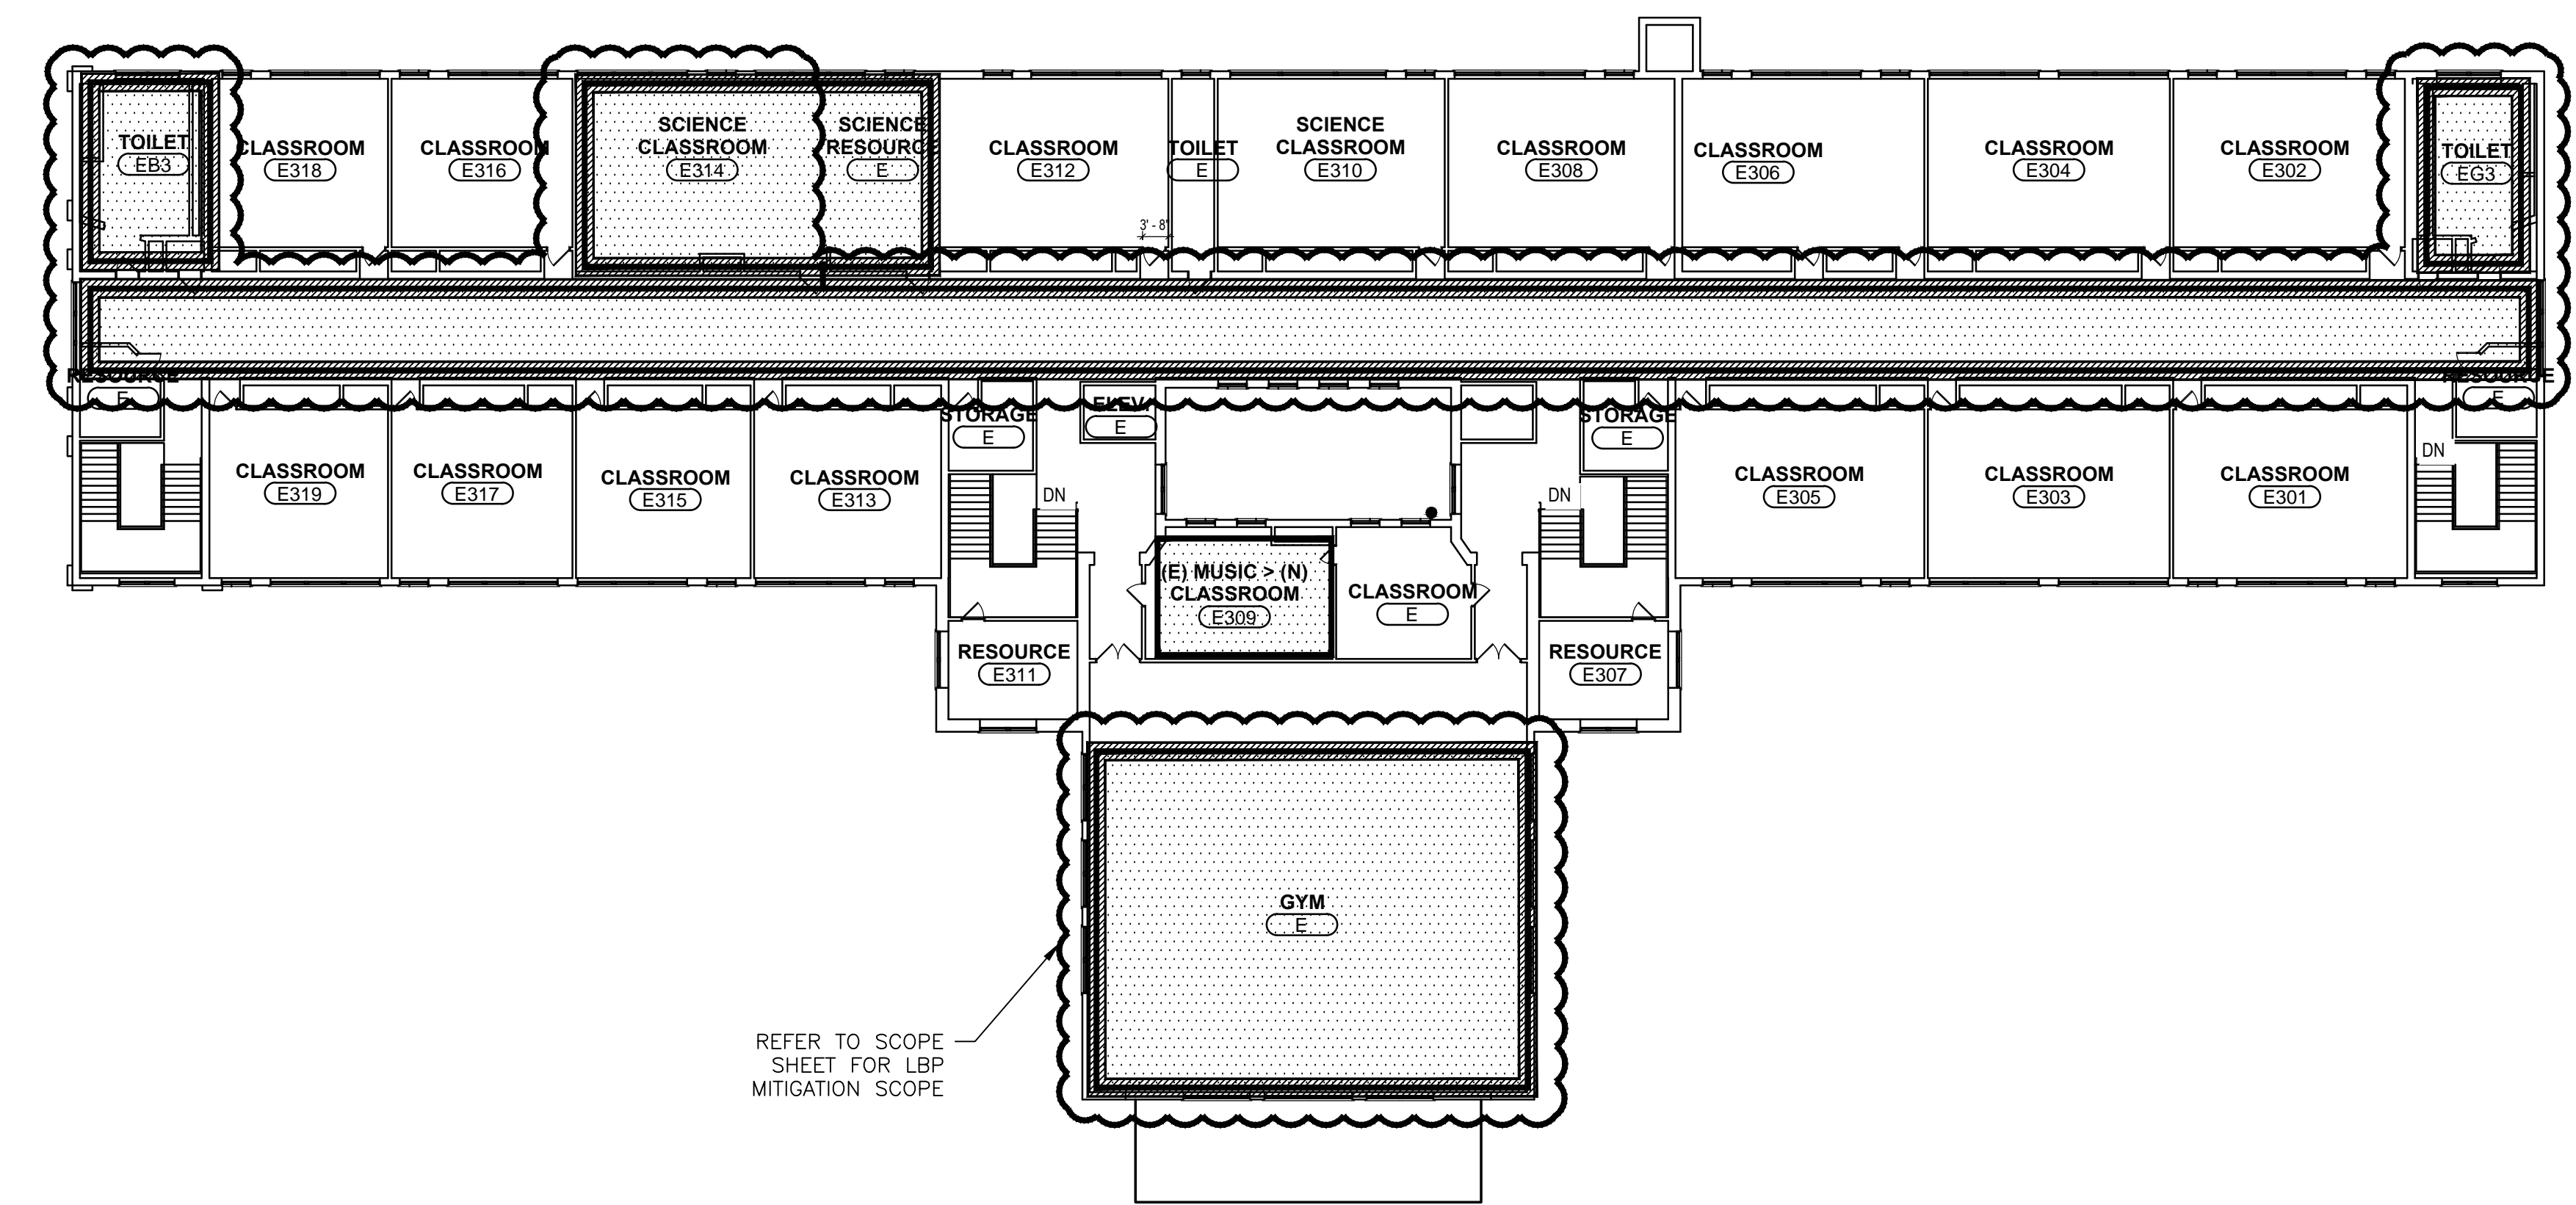 TOILET
EB3
CLASSROOM
E318
CLASSROOM
E316
SCIENCE
CLASSROOM
E314
SCIENCE
RESOURCE
E
CLASSROOM
E312
3' - 8"
TOILET
E
SCIENCE
CLASSROOM
E310
CLASSROOM
E308
CLASSROOM
E306
CLASSROOM
E304
CLASSROOM
E302
TOILET
EG3
RESOURCE
E
CLASSROOM
E319
CLASSROOM
E317
CLASSROOM
E315
CLASSROOM
E313
STORAGE
E
DN
ELEV.
E
STORAGE
E
DN
CLASSROOM
E305
CLASSROOM
E303
CLASSROOM
E301
RESOURCE
E
DN
(E) MUSIC > (N)
CLASSROOM
E309
CLASSROOM
E
RESOURCE
E311
RESOURCE
E307
GYM
E
REFER TO SCOPE
SHEET FOR LBP
MITIGATION SCOPE